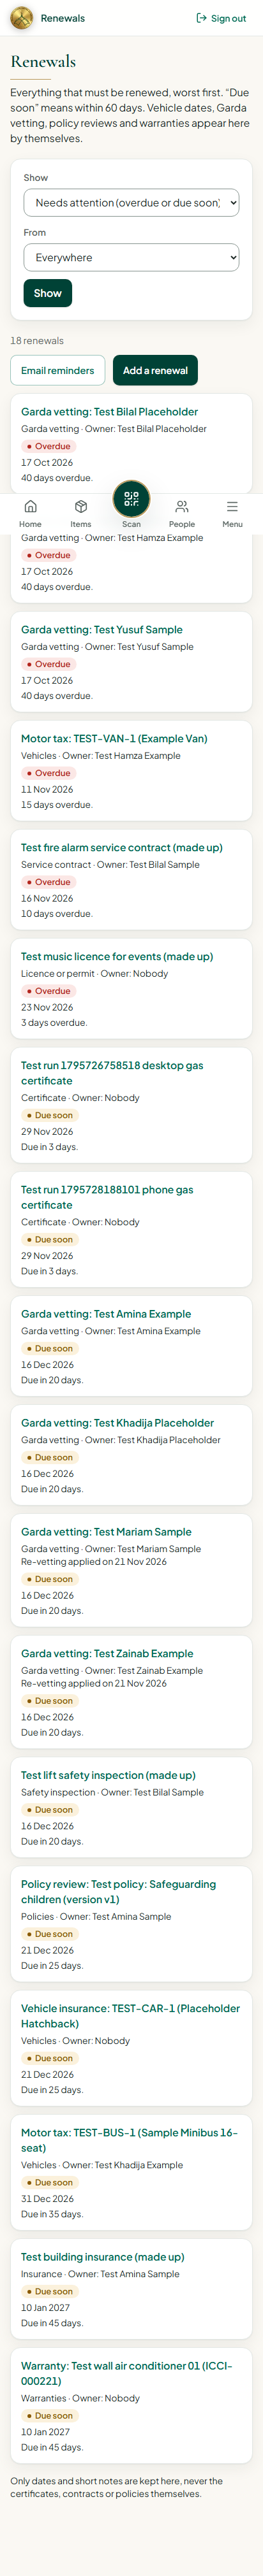 Renewals
Sign out
Renewals
Everything that must be renewed, worst first. “Due
soon” means within 60 days. Vehicle dates, Garda
vetting, policy reviews and warranties appear here
by themselves.
Show
Needs attention (overdue or due soon)
From
Everywhere
Show
18 renewals
Email reminders
Add a renewal
Garda vetting: Test Bilal Placeholder
Garda vetting · Owner: Test Bilal Placeholder
Overdue
17 Oct 2026
40 days overdue.
Home
Items
Scan
People
Menu
Garda vetting · Owner: Test Hamza Example
Overdue
17 Oct 2026
40 days overdue.
Garda vetting: Test Yusuf Sample
Garda vetting · Owner: Test Yusuf Sample
Overdue
17 Oct 2026
40 days overdue.
Motor tax: TEST-VAN-1 (Example Van)
Vehicles · Owner: Test Hamza Example
Overdue
11 Nov 2026
15 days overdue.
Test fire alarm service contract (made up)
Service contract · Owner: Test Bilal Sample
Overdue
16 Nov 2026
10 days overdue.
Test music licence for events (made up)
Licence or permit · Owner: Nobody
Overdue
23 Nov 2026
3 days overdue.
Test run 1795726758518 desktop gas
certificate
Certificate · Owner: Nobody
Due soon
29 Nov 2026
Due in 3 days.
Test run 1795728188101 phone gas
certificate
Certificate · Owner: Nobody
Due soon
29 Nov 2026
Due in 3 days.
Garda vetting: Test Amina Example
Garda vetting · Owner: Test Amina Example
Due soon
16 Dec 2026
Due in 20 days.
Garda vetting: Test Khadija Placeholder
Garda vetting · Owner: Test Khadija Placeholder
Due soon
16 Dec 2026
Due in 20 days.
Garda vetting: Test Mariam Sample
Garda vetting · Owner: Test Mariam Sample
Re-vetting applied on 21 Nov 2026
Due soon
16 Dec 2026
Due in 20 days.
Garda vetting: Test Zainab Example
Garda vetting · Owner: Test Zainab Example
Re-vetting applied on 21 Nov 2026
Due soon
16 Dec 2026
Due in 20 days.
Test lift safety inspection (made up)
Safety inspection · Owner: Test Bilal Sample
Due soon
16 Dec 2026
Due in 20 days.
Policy review: Test policy: Safeguarding
children (version v1)
Policies · Owner: Test Amina Sample
Due soon
21 Dec 2026
Due in 25 days.
Vehicle insurance: TEST-CAR-1 (Placeholder
Hatchback)
Vehicles · Owner: Nobody
Due soon
21 Dec 2026
Due in 25 days.
Motor tax: TEST-BUS-1 (Sample Minibus 16-
seat)
Vehicles · Owner: Test Khadija Example
Due soon
31 Dec 2026
Due in 35 days.
Test building insurance (made up)
Insurance · Owner: Test Amina Sample
Due soon
10 Jan 2027
Due in 45 days.
Warranty: Test wall air conditioner 01 (ICCI-
000221)
Warranties · Owner: Nobody
Due soon
10 Jan 2027
Due in 45 days.
Only dates and short notes are kept here, never the
certificates, contracts or policies themselves.